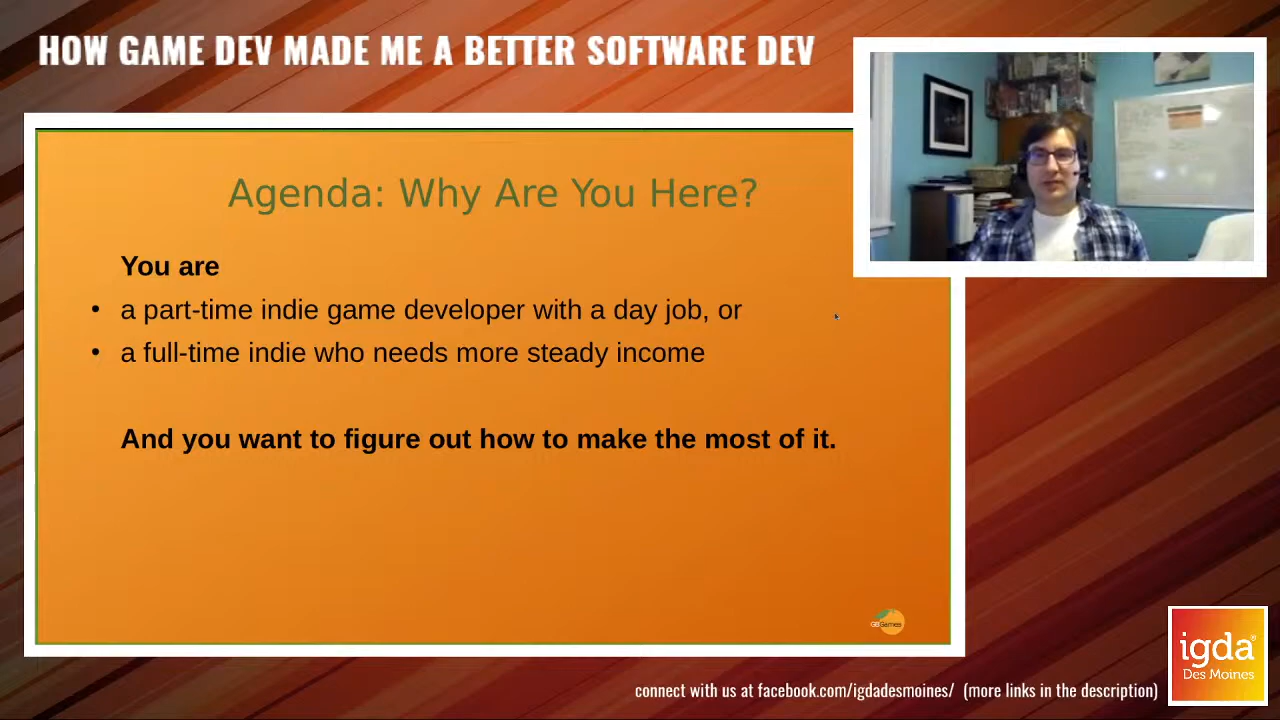 HOW GAME DEV MADE ME A BETTER SOFTWARE DEV
Agenda: Why Are You Here?
You are
• a part-time indie game developer with a day job, or
• a full-time indie who needs more steady income
And you want to figure out how to make the most of it.
GBGames
connect with us at facebook.com/igdadesmoines/ (more links in the description)
igda®
Des Moines